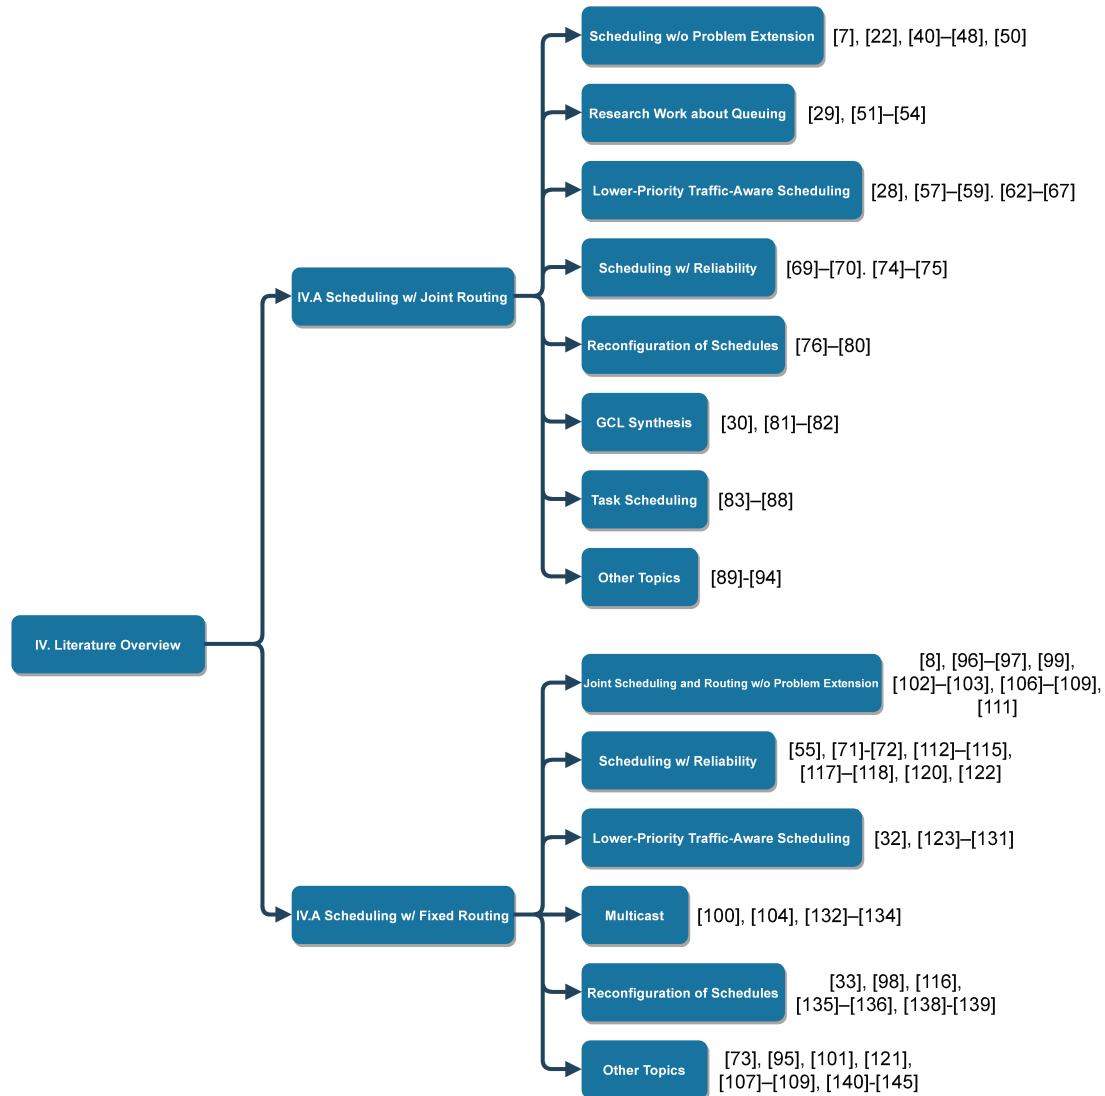 Scheduling w/o Problem Extension
[7], [22], [40]–[48], [50]
Research Work about Queuing
[29], [51]–[54]
Lower-Priority Traffic-Aware Scheduling
[28], [57]–[59]. [62]–[67]
Scheduling w/ Reliability
[69]–[70]. [74]–[75]
IV.A Scheduling w/ Joint Routing
Reconfiguration of Schedules
[76]–[80]
GCL Synthesis
[30], [81]–[82]
Task Scheduling
[83]–[88]
Other Topics
[89]-[94]
IV. Literature Overview
Joint Scheduling and Routing w/o Problem Extension
[8], [96]–[97], [99],
[102]–[103], [106]–[109],
[111]
Scheduling w/ Reliability
[55], [71]-[72], [112]–[115],
[117]–[118], [120], [122]
Lower-Priority Traffic-Aware Scheduling
[32], [123]–[131]
IV.A Scheduling w/ Fixed Routing
Multicast
[100], [104], [132]–[134]
Reconfiguration of Schedules
[33], [98], [116],
[135]–[136], [138]-[139]
Other Topics
[73], [95], [101], [121],
[107]–[109], [140]-[145]